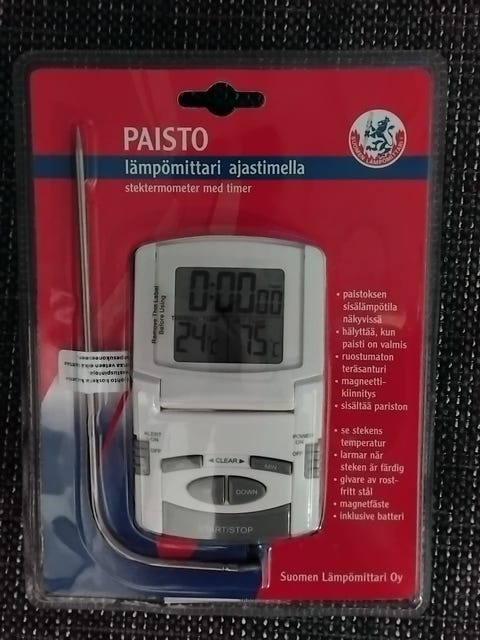 PAISTO
lämpömittari ajastimella
stektermometer med timer
SUOMEN LÄMPÖMITTARI
Remove This Label
Before Using
0:00 00
24°C 75°C
• paistoksen
sisälämpötila
näkyvissä
• hälyttää, kun
paisti on valmis
• ruostumaton
teräsanturi
• magneetti-
kiinnitys
• sisältää pariston
• se stekens
temperatur
• larmar när
steken är färdig
• givare av rost-
fritt stål
• magnetfäste
• inklusive batteri
ALERT
ON
OFF
POWER
ON
OFF
◄ CLEAR ►
MIN
DOWN
START/STOP
Suomen Lämpömittari Oy